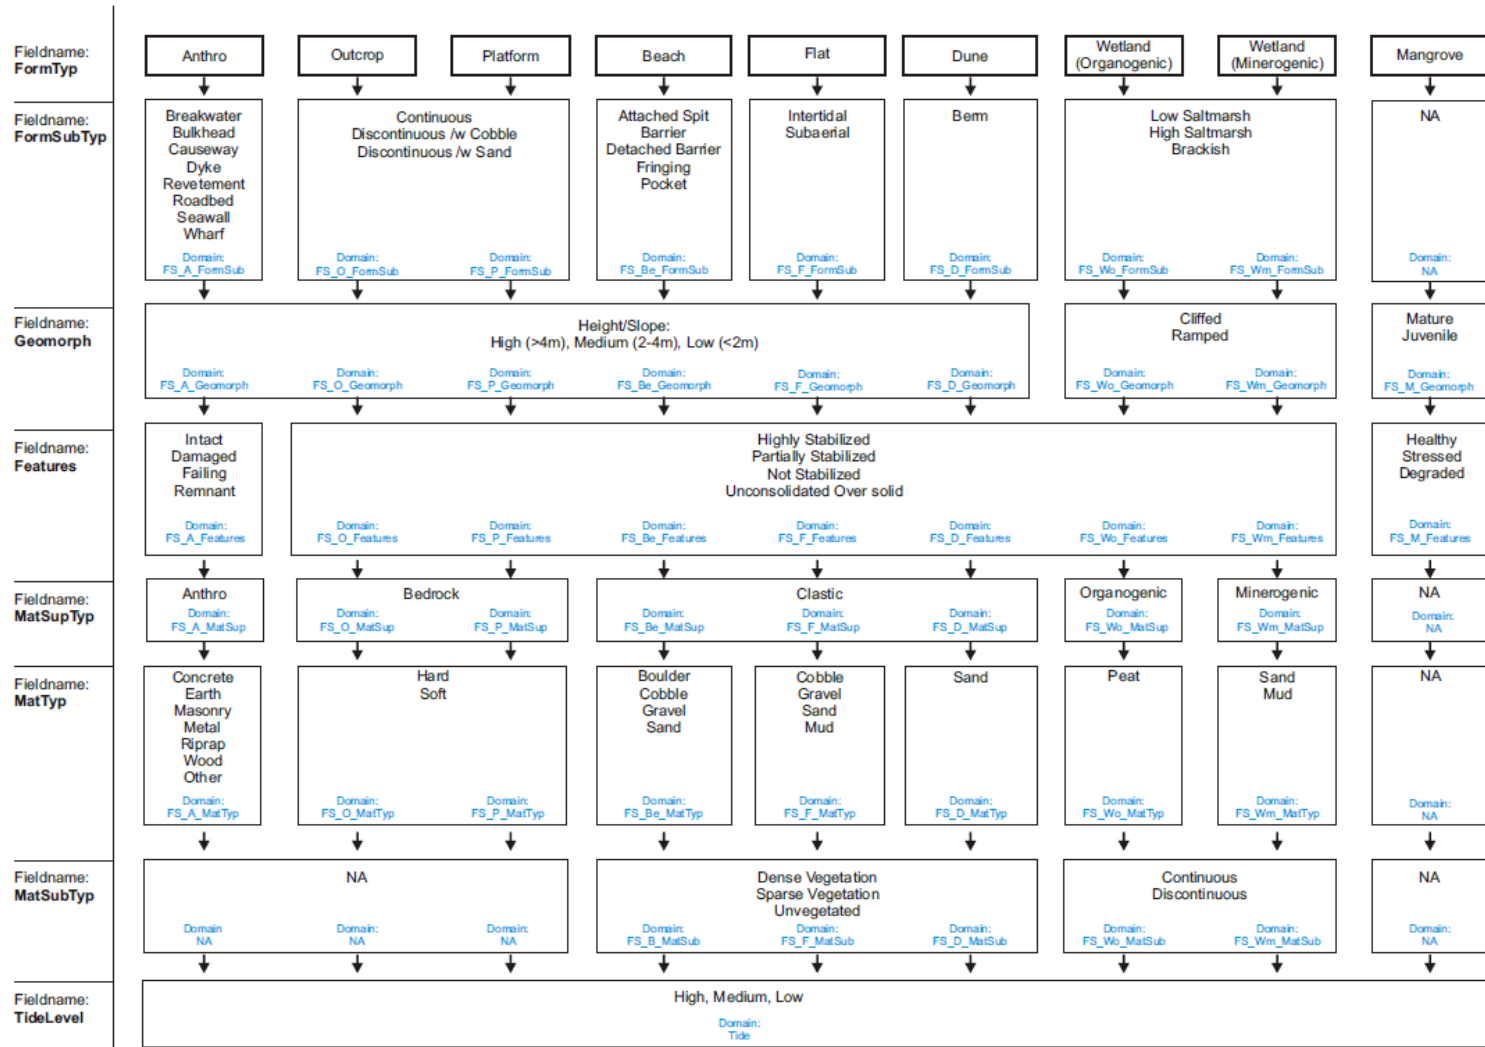 Fieldname:
FormTyp
Anthro
Outcrop
Platform
Beach
Flat
Dune
Wetland
(Organogenic)
Wetland
(Minerogenic)
Mangrove
Fieldname:
FormSubTyp
Breakwater
Bulkhead
Causeway
Dyke
Revetement
Roadbed
Seawall
Wharf
Domain:
FS_A_FormSub
Continuous
Discontinuous /w Cobble
Discontinuous /w Sand
Domain:
FS_O_FormSub
Domain:
FS_P_FormSub
Attached Spit
Barrier
Detached Barrier
Fringing
Pocket
Domain:
FS_Be_FormSub
Intertidal
Subaerial
Domain:
FS_F_FormSub
Berm
Domain:
FS_D_FormSub
Low Saltmarsh
High Saltmarsh
Brackish
Domain:
FS_Wo_FormSub
Domain:
FS_Wm_FormSub
NA
Domain:
NA
Fieldname:
Geomorph
Height/Slope:
High (>4m), Medium (2-4m), Low (<2m)
Domain:
FS_A_Geomorph
Domain:
FS_O_Geomorph
Domain:
FS_P_Geomorph
Domain:
FS_Be_Geomorph
Domain:
FS_F_Geomorph
Domain:
FS_D_Geomorph
Cliffed
Ramped
Domain:
FS_Wo_Geomorph
Domain:
FS_Wm_Geomorph
Mature
Juvenile
Domain:
FS_M_Geomorph
Fieldname:
Features
Intact
Damaged
Failing
Remnant
Domain:
FS_A_Features
Highly Stabilized
Partially Stabilized
Not Stabilized
Unconsolidated Over solid
Domain:
FS_O_Features
Domain:
FS_P_Features
Domain:
FS_Be_Features
Domain:
FS_F_Features
Domain:
FS_D_Features
Domain:
FS_Wo_Features
Domain:
FS_Wm_Features
Healthy
Stressed
Degraded
Domain:
FS_M_Features
Fieldname:
MatSupTyp
Anthro
Domain:
FS_A_MatSup
Bedrock
Domain:
FS_O_MatSup
Domain:
FS_P_MatSup
Clastic
Domain:
FS_Be_MatSup
Domain:
FS_F_MatSup
Domain:
FS_D_MatSup
Organogenic
Domain:
FS_Wo_MatSup
Minerogenic
Domain:
FS_Wm_MatSup
NA
Domain:
NA
Fieldname:
MatTyp
Concrete
Earth
Masonry
Metal
Riprap
Wood
Other
Domain:
FS_A_MatTyp
Hard
Soft
Domain:
FS_O_MatTyp
Domain:
FS_P_MatTyp
Boulder
Cobble
Gravel
Sand
Domain:
FS_Be_MatTyp
Cobble
Gravel
Sand
Mud
Domain:
FS_F_MatTyp
Sand
Domain:
FS_D_MatTyp
Peat
Domain:
FS_Wo_MatTyp
Sand
Mud
Domain:
FS_Wm_MatTyp
NA
Domain:
NA
Fieldname:
MatSubTyp
NA
Domain
NA
Domain:
NA
Domain:
NA
Dense Vegetation
Sparse Vegetation
Unvegetated
Domain:
FS_B_MatSub
Domain:
FS_F_MatSub
Domain:
FS_D_MatSub
Continuous
Discontinuous
Domain:
FS_Wo_MatSub
Domain:
FS_Wm_MatSub
NA
Domain:
NA
Fieldname:
TideLevel
High, Medium, Low
Domain:
Tide